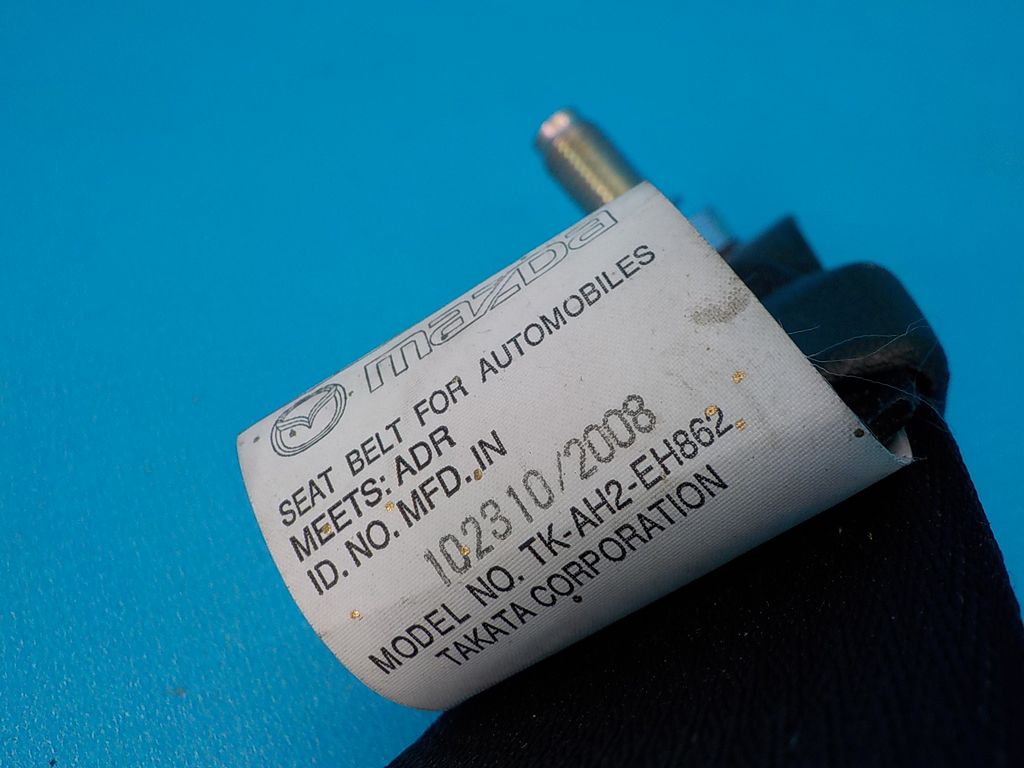 mazda
SEAT BELT FOR AUTOMOBILES
MEETS: ADR
ID. NO. MFD. IN
102310/2008
MODEL NO. TK-AH2-EH862
TAKATA CORPORATION